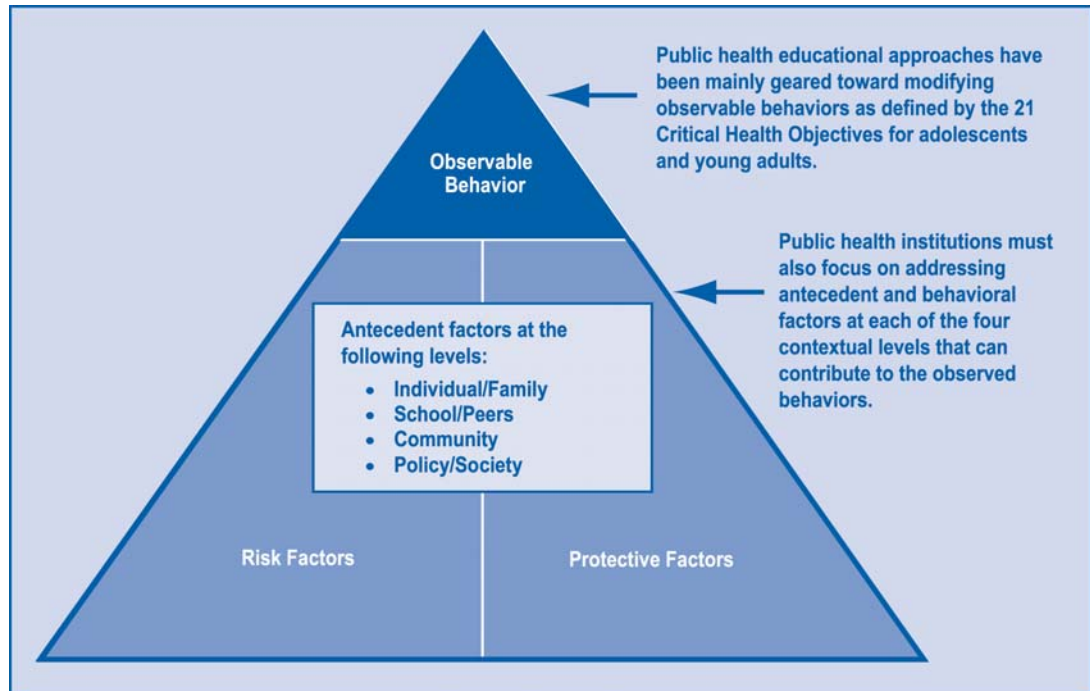 Public health educational approaches have
been mainly geared toward modifying
observable behaviors as defined by the 21
Critical Health Objectives for adolescents
and young adults.
Observable
Behavior
Public health institutions must
also focus on addressing
antecedent and behavioral
factors at each of the four
contextual levels that can
contribute to the observed
behaviors.
Antecedent factors at the
following levels:
• Individual/Family
• School/Peers
• Community
• Policy/Society
Risk Factors
Protective Factors